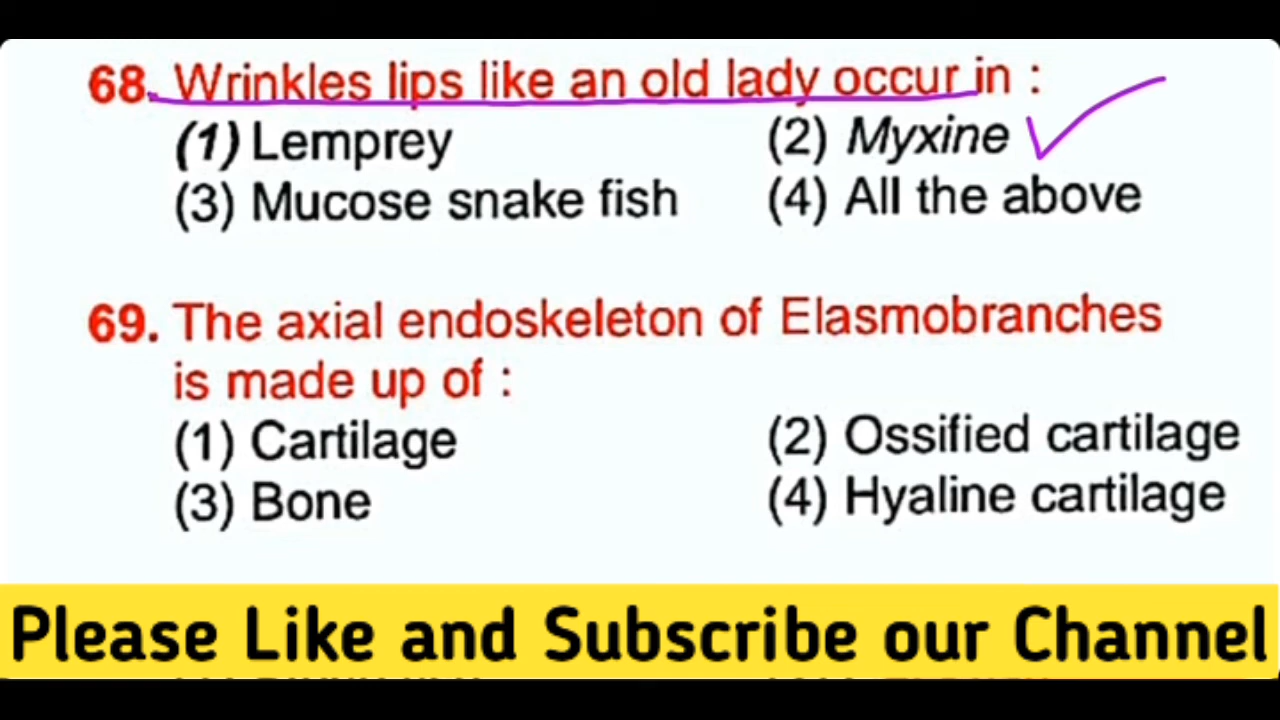 68. Wrinkles lips like an old lady occur in :
(1) Lemprey (2) Myxine
(3) Mucose snake fish (4) All the above
69. The axial endoskeleton of Elasmobranches
is made up of :
(1) Cartilage (2) Ossified cartilage
(3) Bone (4) Hyaline cartilage
Please Like and Subscribe our Channel